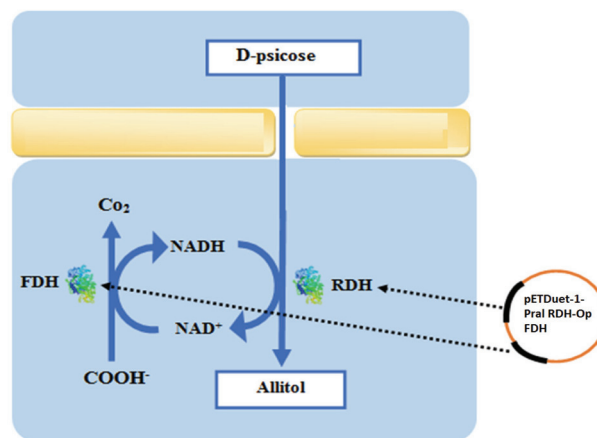 D-psicose
Co₂
NADH
FDH
RDH
NAD⁺
COOH⁻
Allitol
pETDuet-1-
Pral RDH-Op
FDH